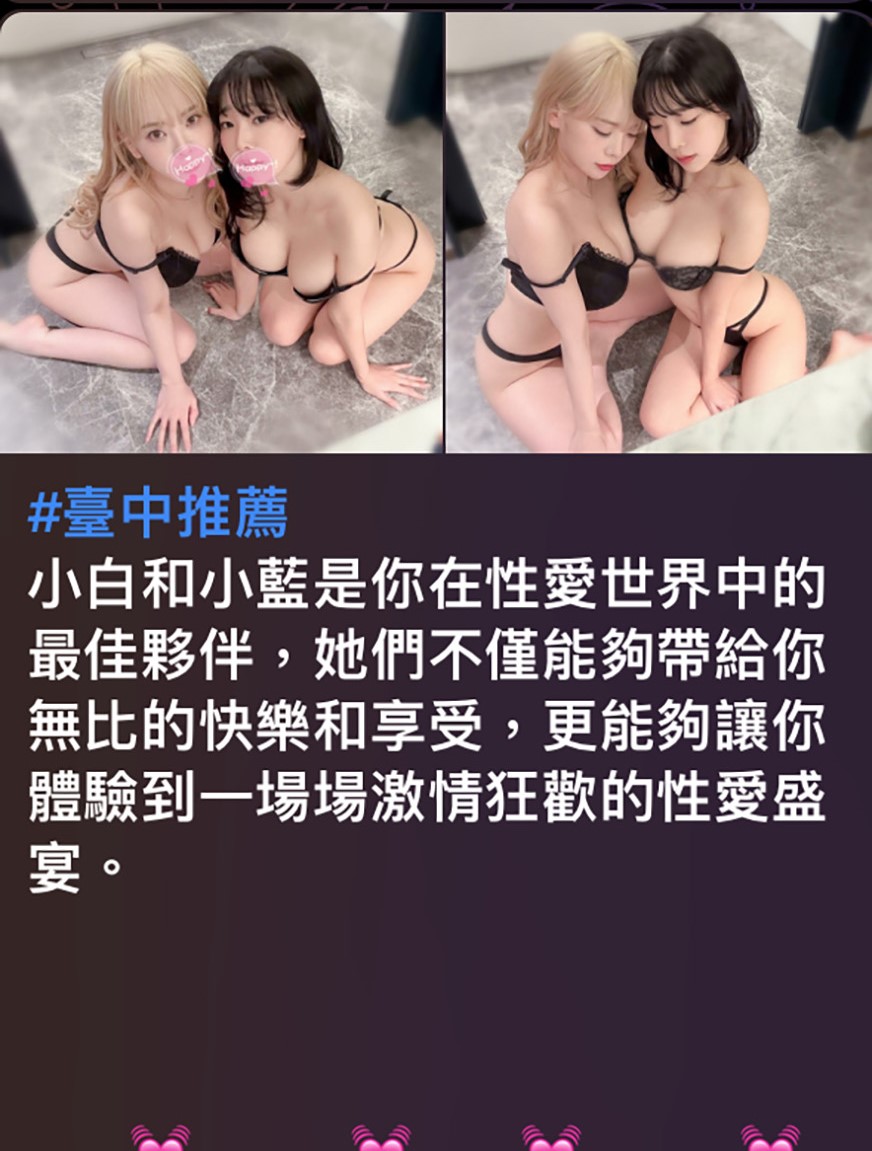 Happy!
Happy!
#臺中推薦
小白和小藍是你在性愛世界中的
最佳夥伴，她們不僅能夠帶給你
無比的快樂和享受，更能夠讓你
體驗到一場場激情狂歡的性愛盛
宴。